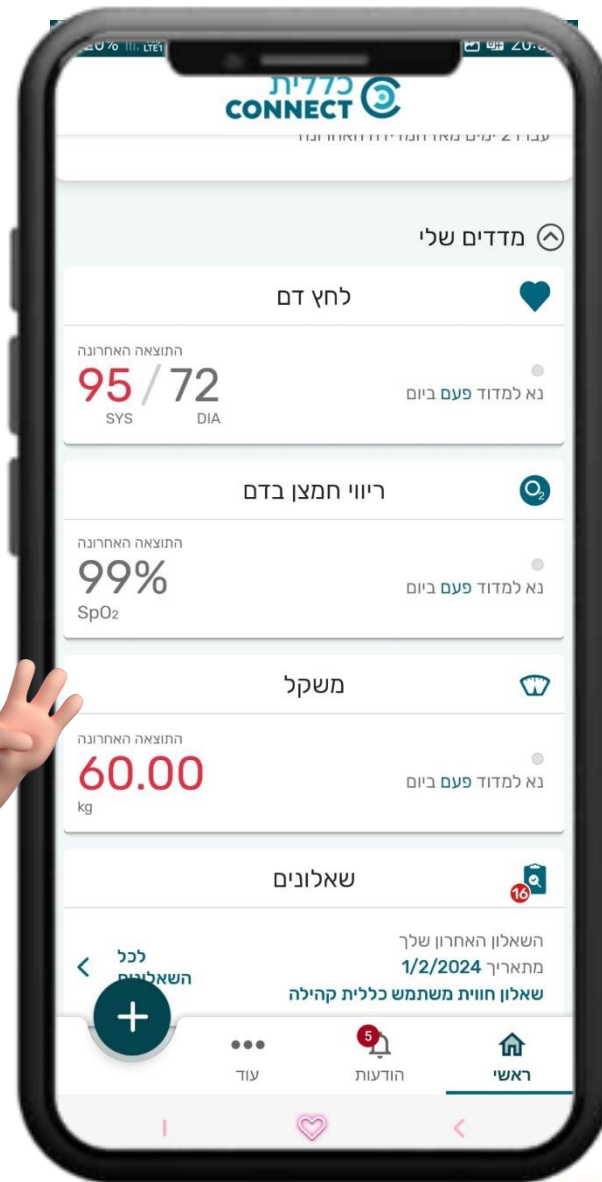 20%
LTE1
כללית
CONNECT
מדדים שלי
לחץ דם
התוצאה האחרונה
95 / 72
SYS DIA
נא למדוד פעם ביום
ריווי חמצן בדם
התוצאה האחרונה
99%
SpO2
נא למדוד פעם ביום
משקל
התוצאה האחרונה
60.00
kg
נא למדוד פעם ביום
שאלונים
16
השאלון האחרון שלך
מתאריך 1/2/2024
שאלון חווית משתמש כללית קהילה
לכל
השאלונים
ראשי
5
הודעות
עוד